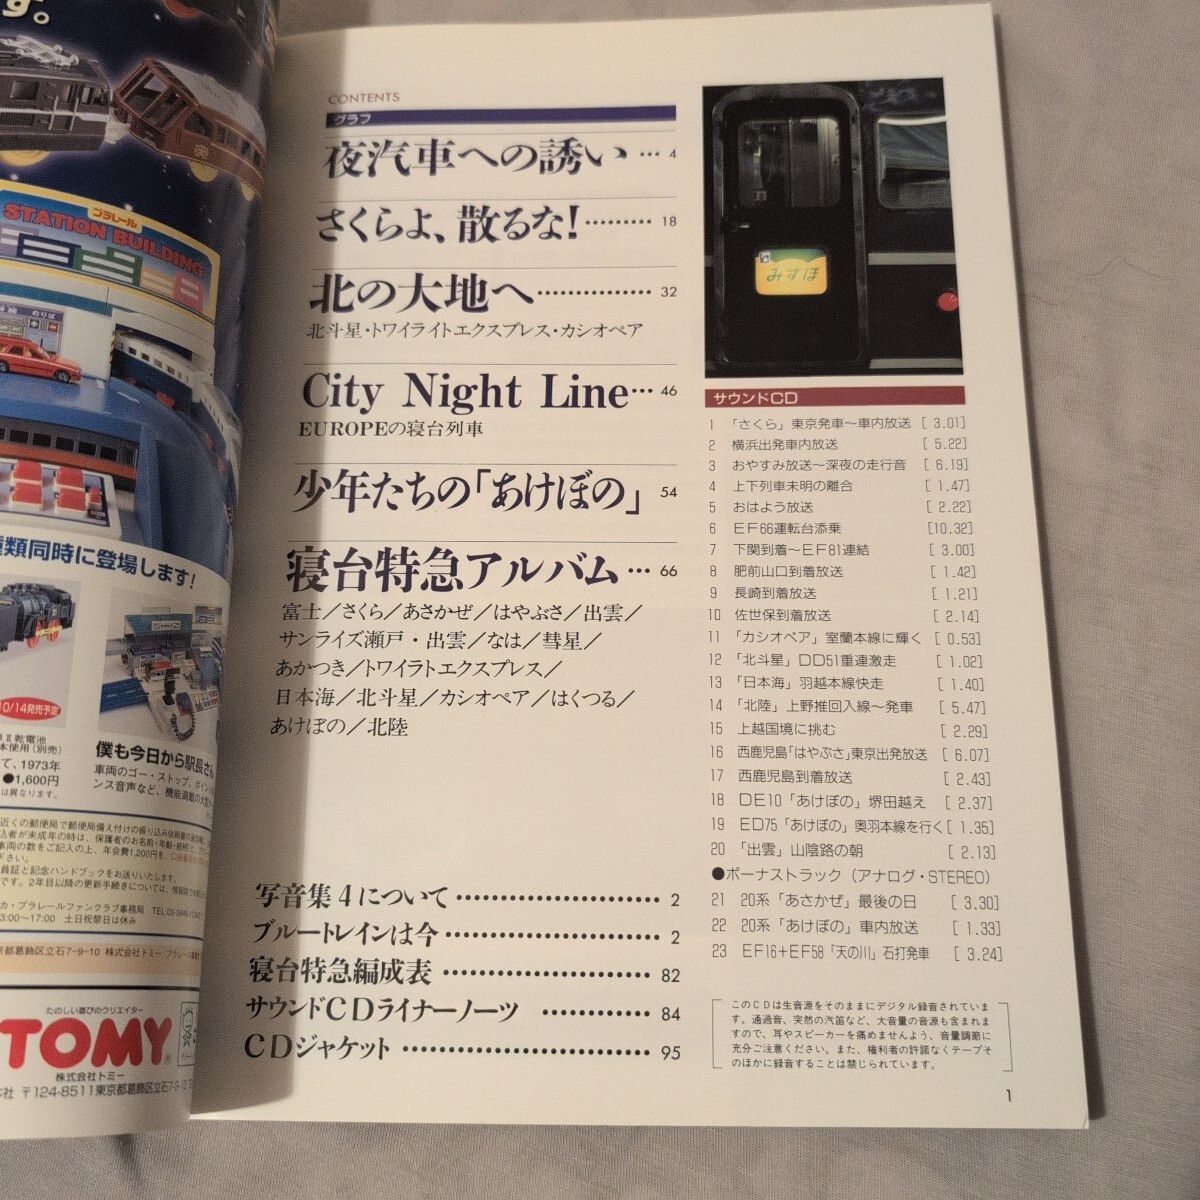 す。
プラレール
STATION BUILDING
のりば
種類同時に登場します!
10/14発売予定
1,600円
僕も今日から駅長さん
たのしい遊びのクリエイター
TOMY
株式会社トミー
〒124-8511東京都葛飾区立石7-9-10
CONTENTS
グラフ
夜汽車への誘い … 4
さくらよ、散るな! ……… 18
北の大地へ …………… 32
北斗星・トワイライトエクスプレス・カシオペア
City Night Line … 46
EUROPEの寝台列車
少年たちの「あけぼの」 54
寝台特急アルバム … 66
富士/さくら/あさかぜ/はやぶさ/出雲/
サンライズ瀬戸・出雲/なは/彗星/
あかつき/トワイラトエクスプレス/
日本海/北斗星/カシオペア/はくつる/
あけぼの/北陸
写音集4について …………………… 2
ブルートレインは今 …………………… 2
寝台特急編成表 …………………… 82
サウンドCDライナーノーツ ………… 84
CDジャケット …………………… 95
みずほ
サウンドCD
1 「さくら」東京発車〜車内放送 [ 3.01]
2 横浜出発車内放送 [ 5.22]
3 おやすみ放送〜深夜の走行音 [ 6.19]
4 上下列車未明の離合 [ 1.47]
5 おはよう放送 [ 2.22]
6 EF66運転台添乗 [10.32]
7 下関到着〜EF81連結 [ 3.00]
8 肥前山口到着放送 [ 1.42]
9 長崎到着放送 [ 1.21]
10 佐世保到着放送 [ 2.14]
11 「カシオペア」室蘭本線に輝く [ 0.53]
12 「北斗星」DD51重連激走 [ 1.02]
13 「日本海」羽越本線快走 [ 1.40]
14 「北陸」上野推回入線〜発車 [ 5.47]
15 上越国境に挑む [ 2.29]
16 西鹿児島「はやぶさ」東京出発放送 [ 6.07]
17 西鹿児島到着放送 [ 2.43]
18 DE10「あけぼの」堺田越え [ 2.37]
19 ED75「あけぼの」奥羽本線を行く [ 1.35]
20 「出雲」山陰路の朝 [ 2.13]
●ボーナストラック(アナログ・STEREO)
21 20系「あさかぜ」最後の日 [ 3.30]
22 20系「あけぼの」車内放送 [ 1.33]
23 EF16+EF58「天の川」石打発車 [ 3.24]
このCDは生音源をそのままにデジタル録音されていま
す。通過音、突然の汽笛など、大音量の音源も含まれま
すので、耳やスピーカーを痛めませんよう、音量調節に
充分ご注意ください。また、権利者の許諾なくテープそ
のほかに録音することは禁じられています。
1